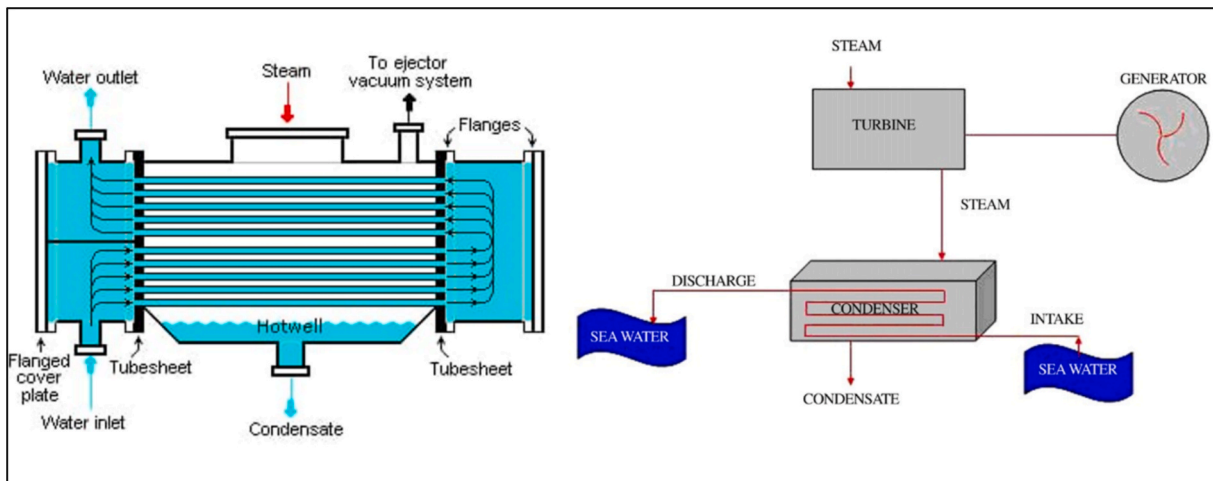 Water outlet
Steam
To ejector
vacuum system
Flanges
Hotwell
Flanged
cover
plate
Tubesheet
Tubesheet
Water inlet
Condensate
STEAM
GENERATOR
TURBINE
STEAM
DISCHARGE
CONDENSER
INTAKE
SEA WATER
SEA WATER
CONDENSATE